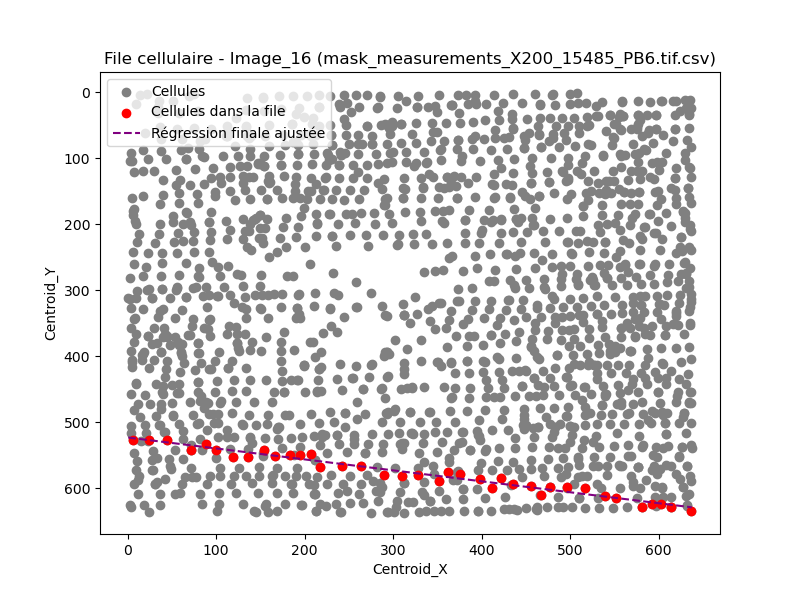 File cellulaire - Image_16 (mask_measurements_X200_15485_PB6.tif.csv)
Cellules
Cellules dans la file
Régression finale ajustée
Centroid_Y
0
100
200
300
400
500
600
0 100 200 300 400 500 600
Centroid_X